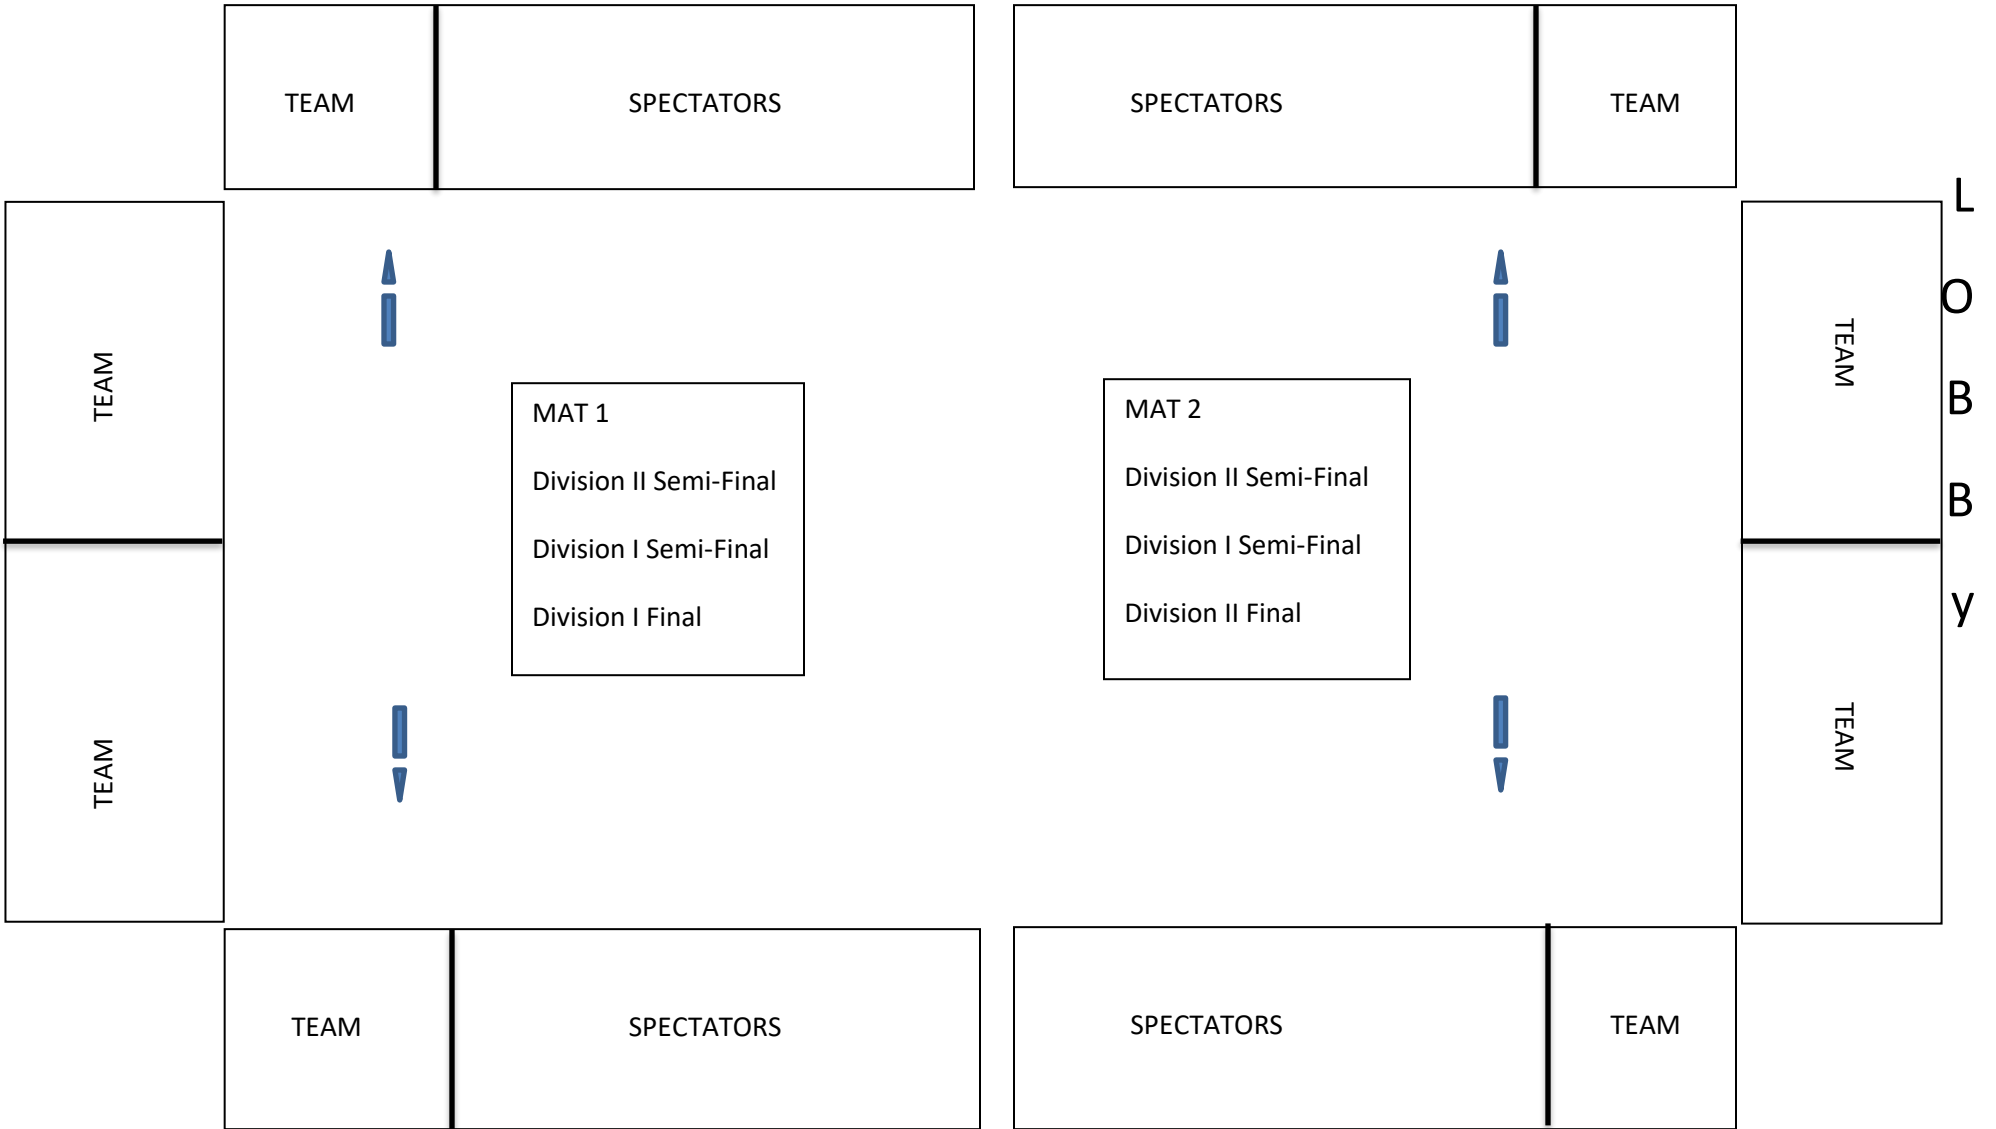 TEAM
SPECTATORS
SPECTATORS
TEAM
L
O
B
B
y
TEAM
TEAM
MAT 1
Division II Semi-Final
Division I Semi-Final
Division I Final
MAT 2
Division II Semi-Final
Division I Semi-Final
Division II Final
TEAM
TEAM
TEAM
SPECTATORS
SPECTATORS
TEAM